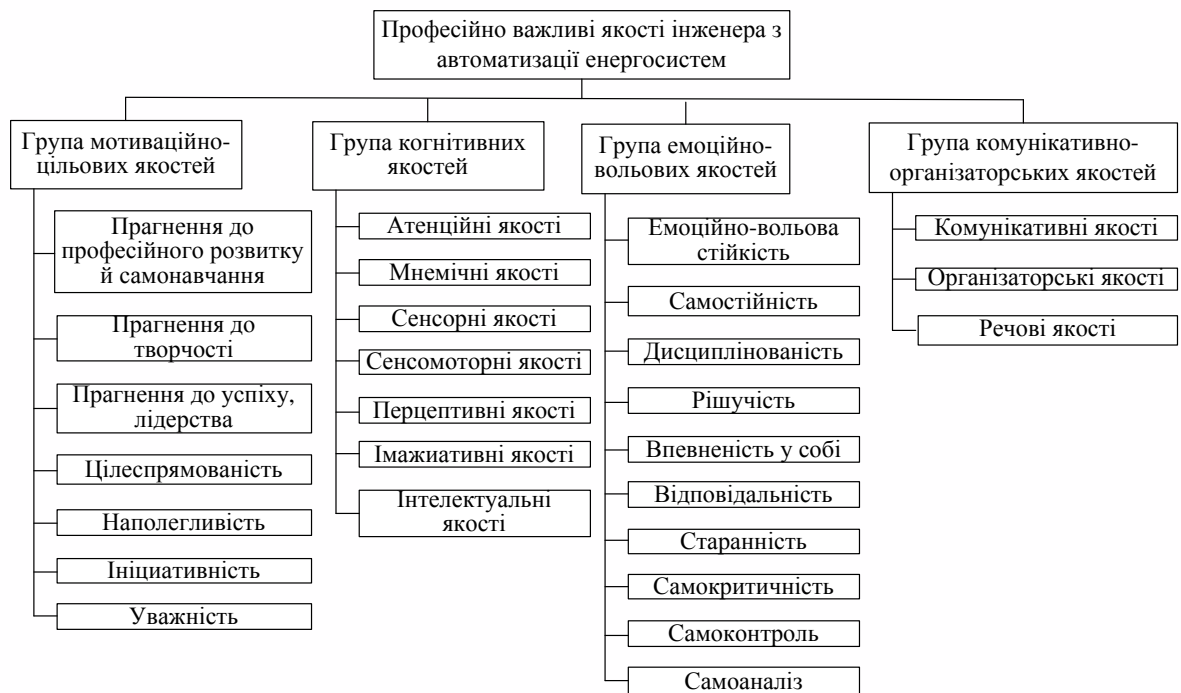 Професійно важливі якості інженера з
автоматизації енергосистем
Група мотиваційно-
цільових якостей
Прагнення до
професійного розвитку
й самонавчання
Прагнення до
творчості
Прагнення до успіху,
лідерства
Цілеспрямованість
Наполегливість
Ініциативність
Уважність
Група когнітивних
якостей
Атенційні якості
Мнемічні якості
Сенсорні якості
Сенсомоторні якості
Перцептивні якості
Імажиативні якості
Інтелектуальні
якості
Група емоційно-
вольових якостей
Емоційно-вольова
стійкість
Самостійність
Дисциплінованість
Рішучість
Впевненість у собі
Відповідальність
Старанність
Самокритичність
Самоконтроль
Самоаналіз
Група комунікативно-
організаторських якостей
Комунікативні якості
Організаторські якості
Речові якості